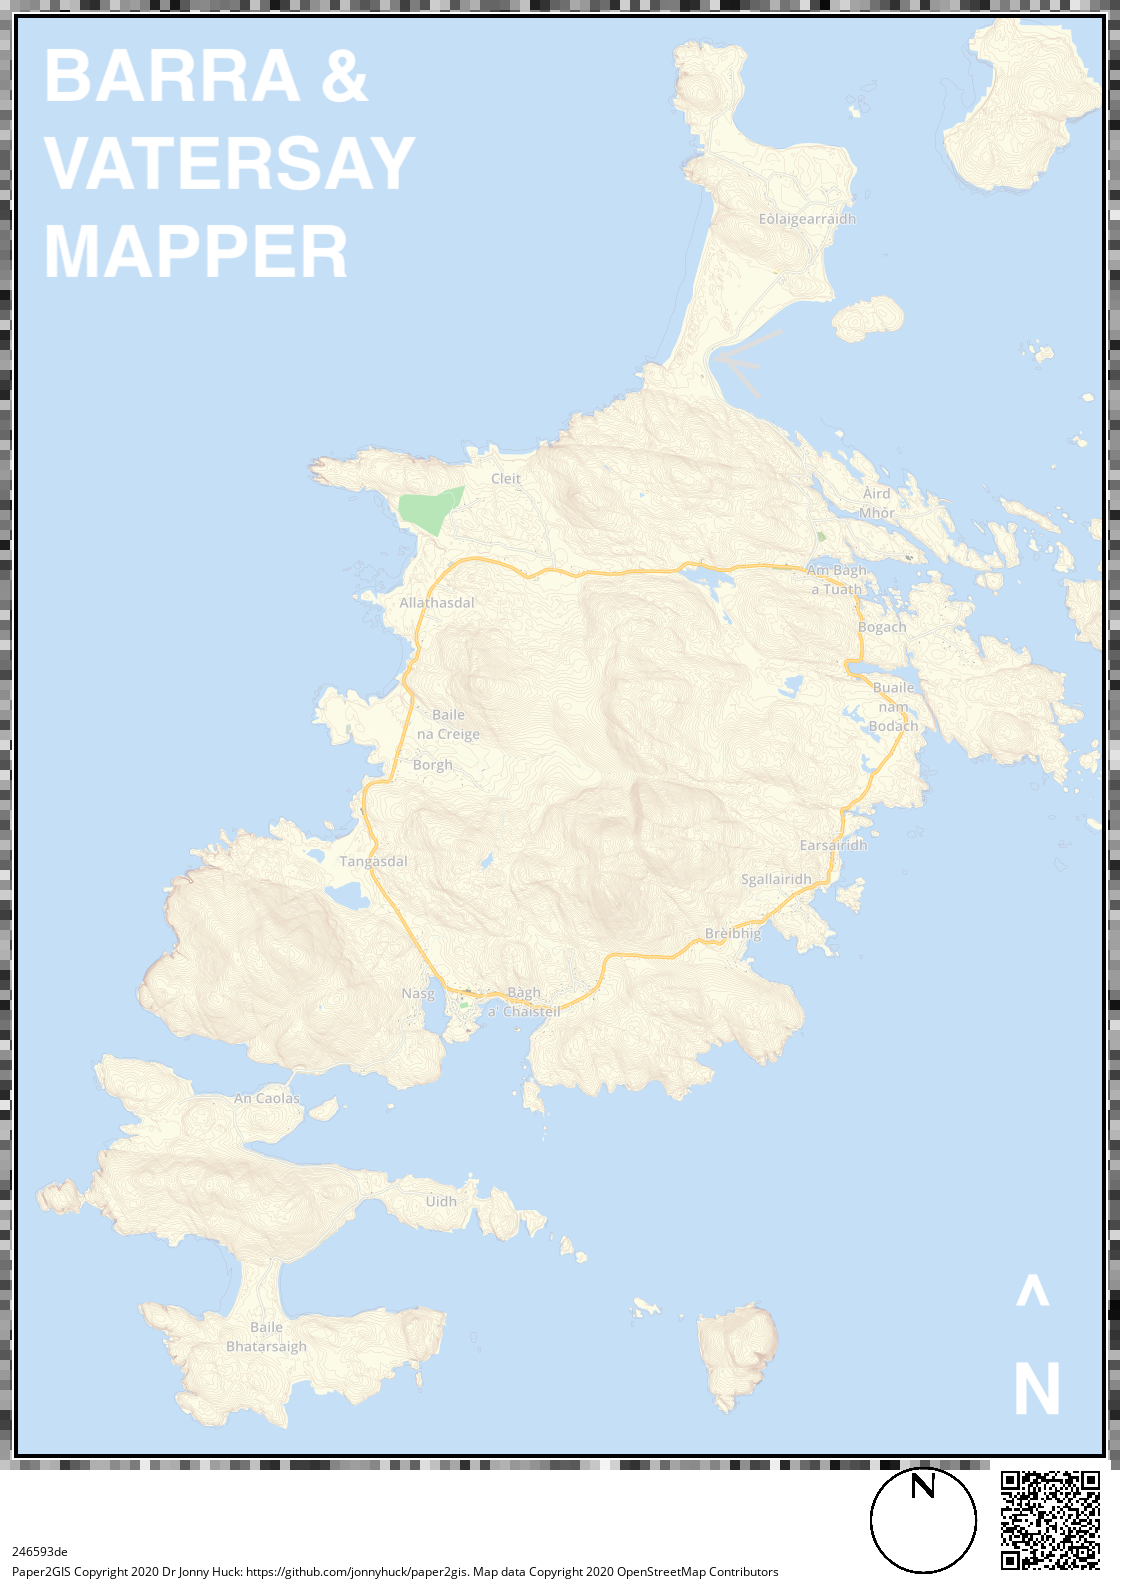 BARRA &
VATERSAY
MAPPER
Eòlaigearraidh
Cleit
Àird
Mhòr
Am Bàgh
a Tuath
Allathasdal
Bogach
Buaile
nam
Bodach
Baile
na Creige
Borgh
Earsairidh
Tangasdal
Sgallairidh
Brèibhig
Nasg
Bàgh
a' Chaisteil
An Caolas
Ùidh
Baile
Bhatarsaigh
^
N
N
246593de
Paper2GIS Copyright 2020 Dr Jonny Huck: https://github.com/jonnyhuck/paper2gis. Map data Copyright 2020 OpenStreetMap Contributors